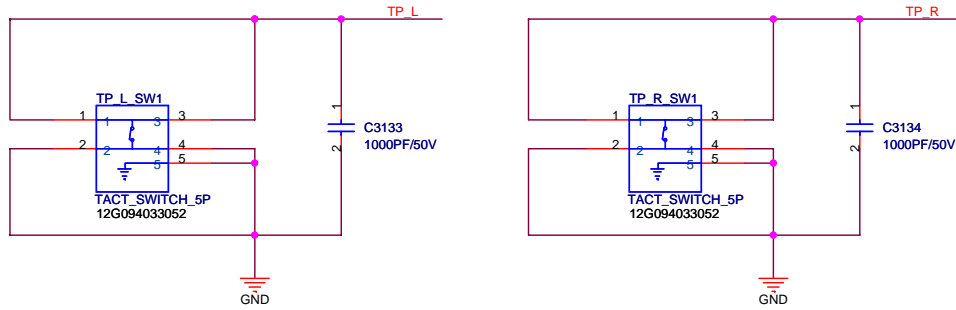 TP_L
TP_R
TP_L_SW1
TP_R_SW1
1 1 3 3
1 1 3 3
1
1
C3133
1000PF/50V
C3134
1000PF/50V
2 2 4 4
2 2 4 4
5 5
5 5
2
2
TACT_SWITCH_5P
12G094033052
TACT_SWITCH_5P
12G094033052
GND
GND